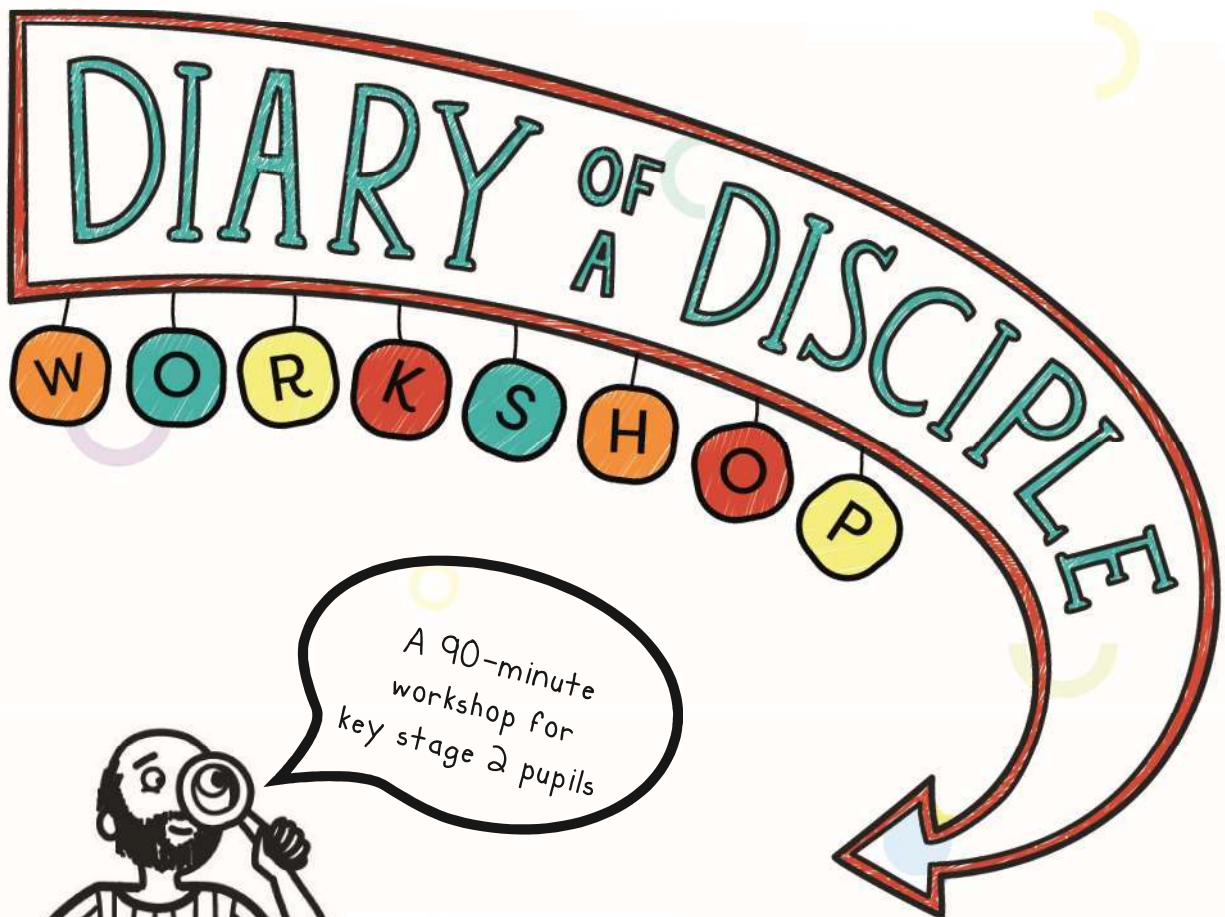 DIARY OF A DISCIPLE
WORKSHOP
A 90-minute
workshop for
key stage 2 pupils